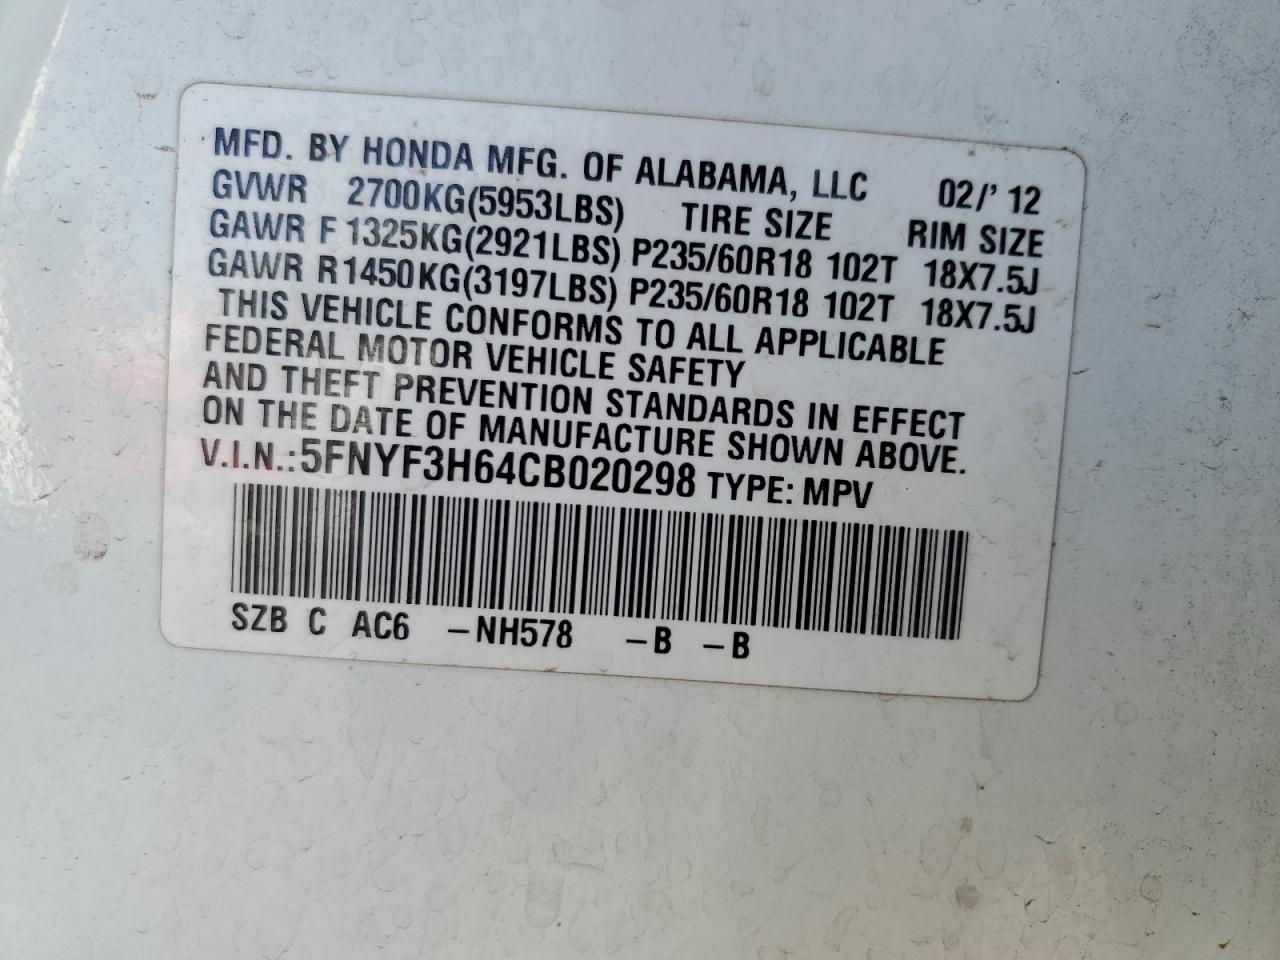 MFD. BY HONDA MFG. OF ALABAMA, LLC 02/' 12
GVWR 2700KG(5953LBS) TIRE SIZE RIM SIZE
GAWR F 1325KG(2921LBS) P235/60R18 102T 18X7.5J
GAWR R1450KG(3197LBS) P235/60R18 102T 18X7.5J
THIS VEHICLE CONFORMS TO ALL APPLICABLE
FEDERAL MOTOR VEHICLE SAFETY
AND THEFT PREVENTION STANDARDS IN EFFECT
ON THE DATE OF MANUFACTURE SHOWN ABOVE.
V.I.N.:5FNYF3H64CB020298 TYPE: MPV
SZB C AC6 -NH578 -B -B